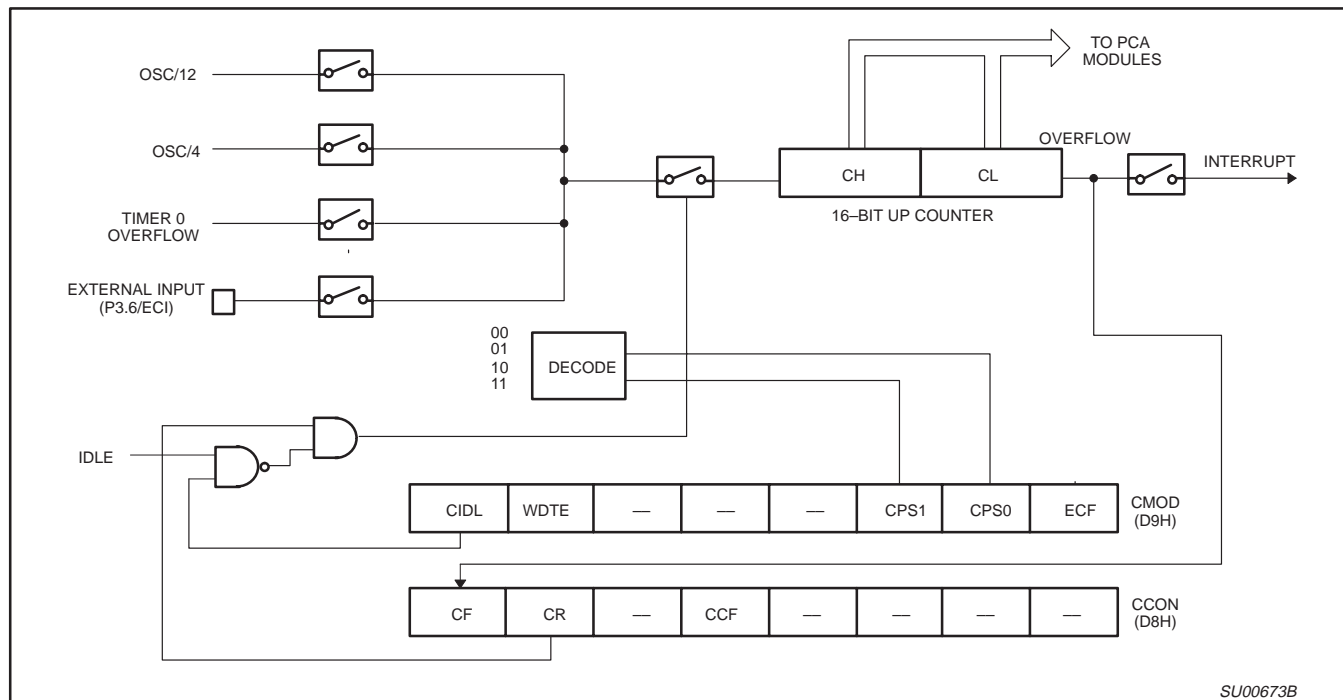 OSC/12
OSC/4
TIMER 0
OVERFLOW
EXTERNAL INPUT
(P3.6/ECI)
TO PCA
MODULES
OVERFLOW
INTERRUPT
CH
CL
16–BIT UP COUNTER
00
01
10
11
DECODE
IDLE
CIDL WDTE –– –– –– CPS1 CPS0 ECF
CMOD
(D9H)
CF CR –– CCF –– –– –– ––
CCON
(D8H)
SU00673B